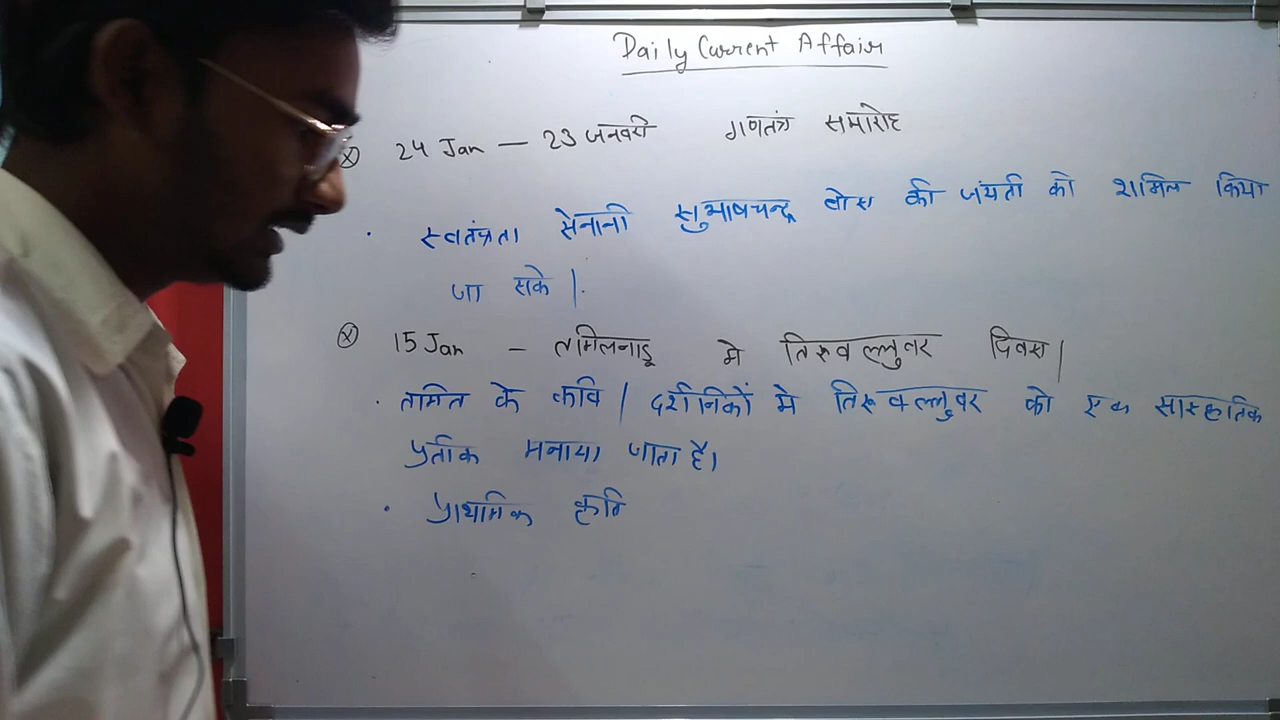 Daily Current Affair
24 Jan — 23 जनवरी गणतंत्र समारोह
• स्वतंत्रता सेनानी सुभाषचन्द्र बोस की जयंती को शामिल किया
जा सके |.
15 Jan - तमिलनाडू मे तिरुवल्लुवर दिवस |
• तमिल के कवि / दर्शनिकों मे तिरुवल्लुवर को एक सास्कृतिक
प्रतीक मनाया जाता है।
• प्राथमिक कृति